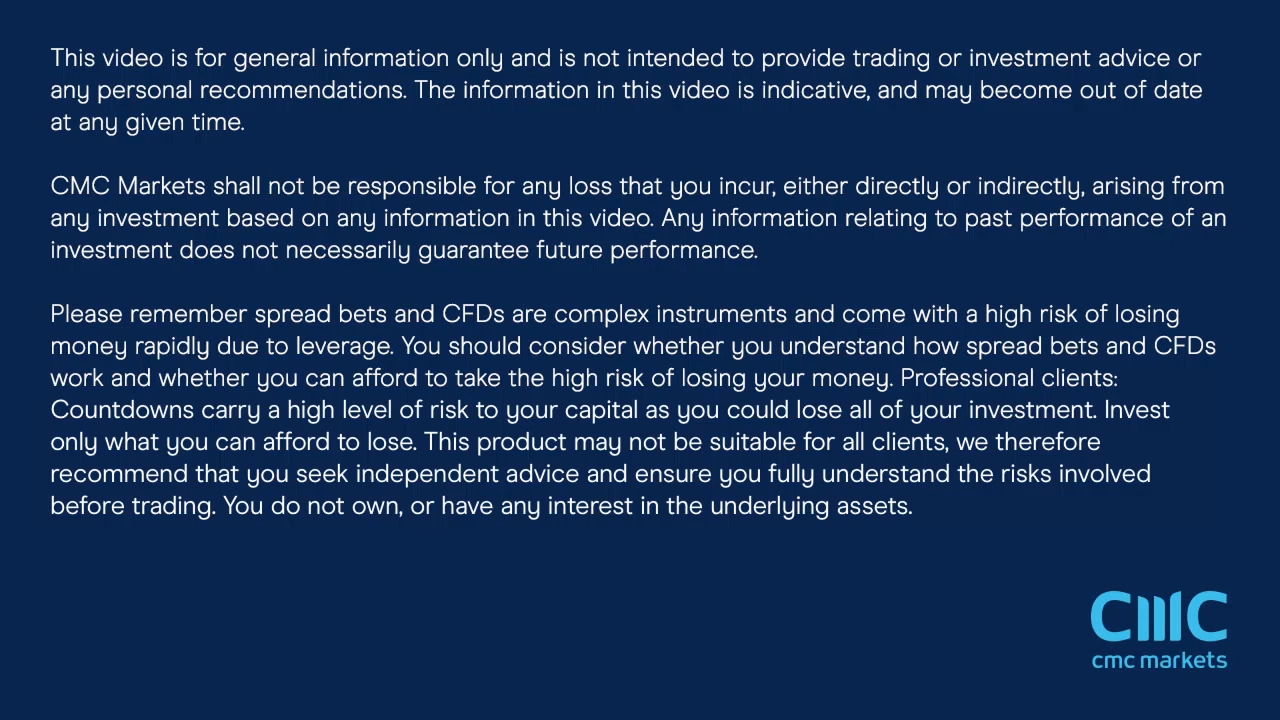 This video is for general information only and is not intended to provide trading or investment advice or
any personal recommendations. The information in this video is indicative, and may become out of date
at any given time.
CMC Markets shall not be responsible for any loss that you incur, either directly or indirectly, arising from
any investment based on any information in this video. Any information relating to past performance of an
investment does not necessarily guarantee future performance.
Please remember spread bets and CFDs are complex instruments and come with a high risk of losing
money rapidly due to leverage. You should consider whether you understand how spread bets and CFDs
work and whether you can afford to take the high risk of losing your money. Professional clients:
Countdowns carry a high level of risk to your capital as you could lose all of your investment. Invest
only what you can afford to lose. This product may not be suitable for all clients, we therefore
recommend that you seek independent advice and ensure you fully understand the risks involved
before trading. You do not own, or have any interest in the underlying assets.
CMC
cmc markets